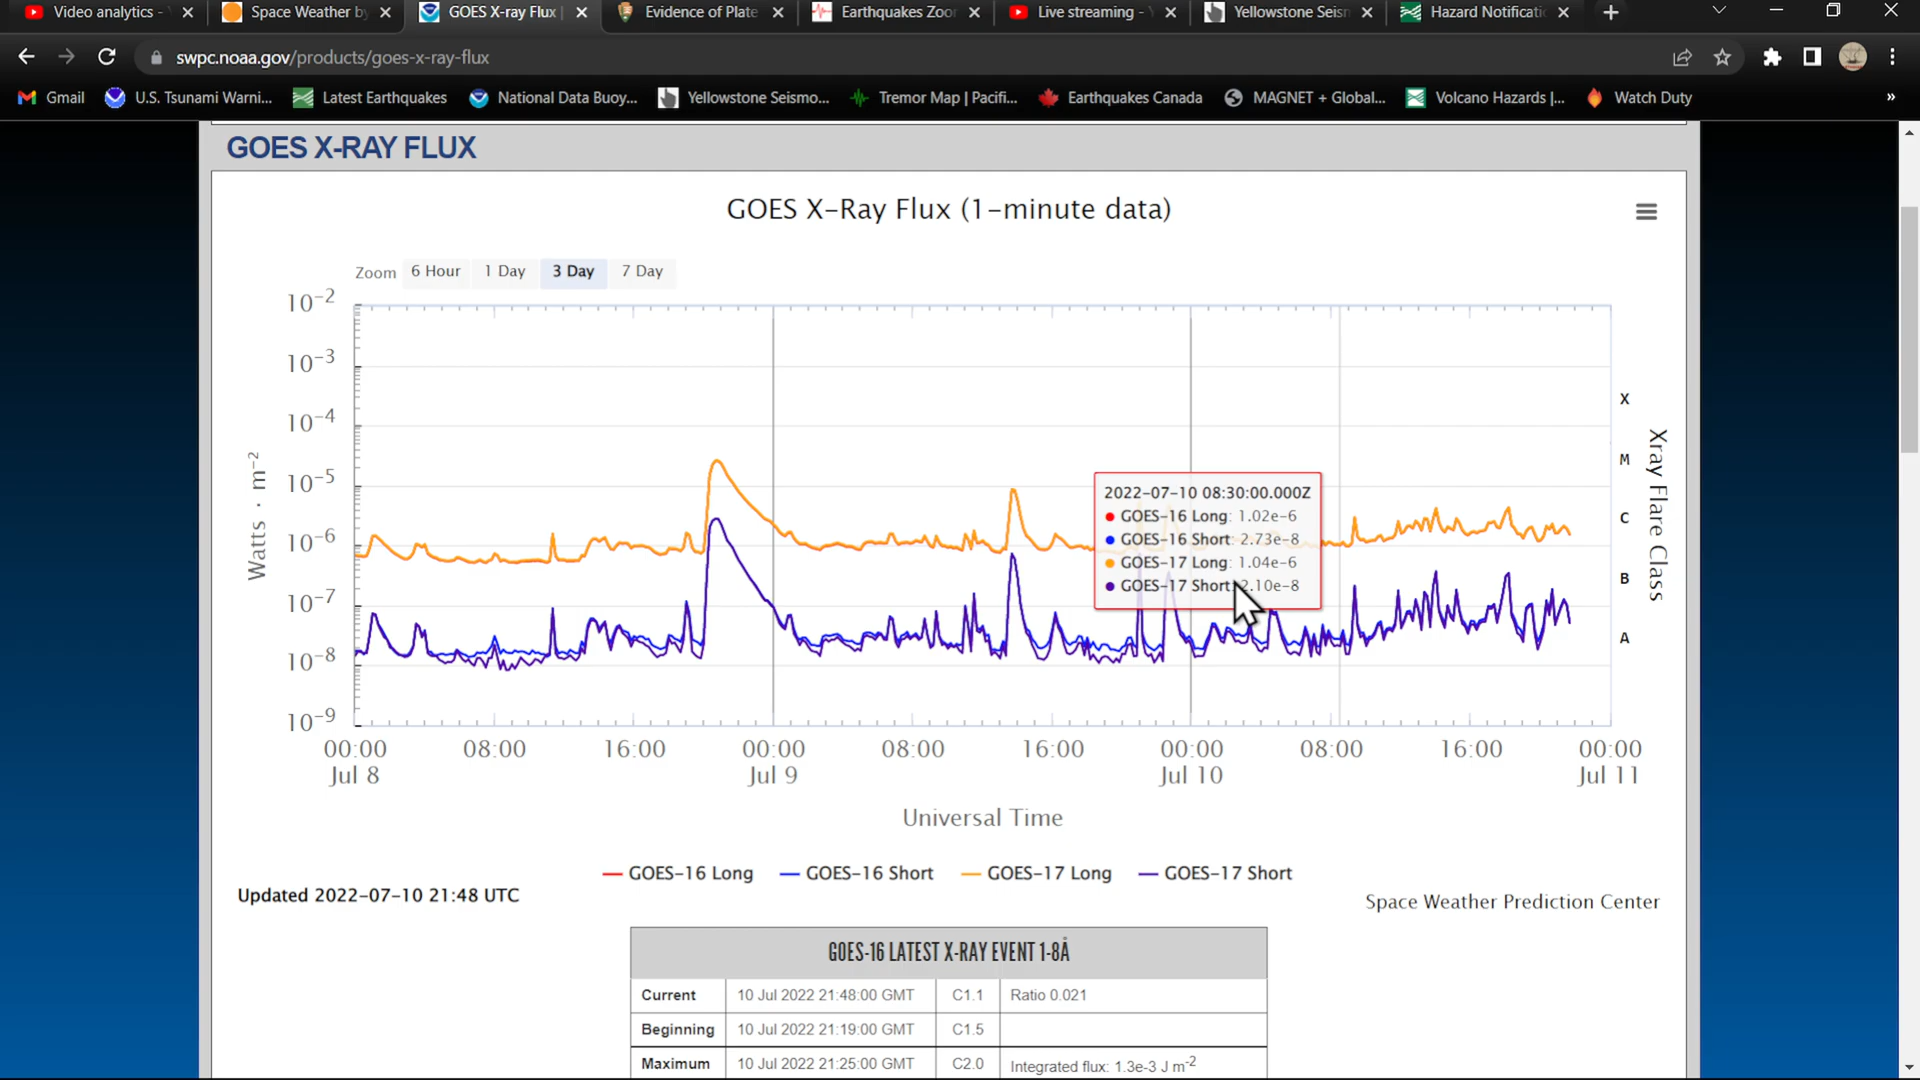 Video analytics -
Space Weather by
GOES X-ray Flux |
Evidence of Plate
Earthquakes Zoo
Live streaming - Y
Yellowstone Seism
Hazard Notificati
swpc.noaa.gov/products/goes-x-ray-flux
Gmail
U.S. Tsunami Warni...
Latest Earthquakes
National Data Buoy...
Yellowstone Seismo...
Tremor Map | Pacifi...
Earthquakes Canada
MAGNET + Global...
Volcano Hazards |...
Watch Duty
»
GOES X-RAY FLUX
GOES X-Ray Flux (1-minute data)
Zoom 6 Hour 1 Day 3 Day 7 Day
10⁻²
10⁻³
10⁻⁴
10⁻⁵
10⁻⁶
10⁻⁷
10⁻⁸
10⁻⁹
Watts · m⁻²
X
M
C
B
A
Xray Flare Class
2022-07-10 08:30:00.000Z
GOES-16 Long: 1.02e-6
GOES-16 Short: 2.73e-8
GOES-17 Long: 1.04e-6
GOES-17 Short: 2.10e-8
00:00 08:00 16:00 00:00 08:00 16:00 00:00 08:00 16:00 00:00
Jul 8 Jul 9 Jul 10 Jul 11
Universal Time
GOES-16 Long GOES-16 Short GOES-17 Long GOES-17 Short
Updated 2022-07-10 21:48 UTC
Space Weather Prediction Center
GOES-16 LATEST X-RAY EVENT 1-8Å
Current 10 Jul 2022 21:48:00 GMT C1.1 Ratio 0.021
Beginning 10 Jul 2022 21:19:00 GMT C1.5
Maximum 10 Jul 2022 21:25:00 GMT C2.0 Integrated flux: 1.3e-3 J m⁻²